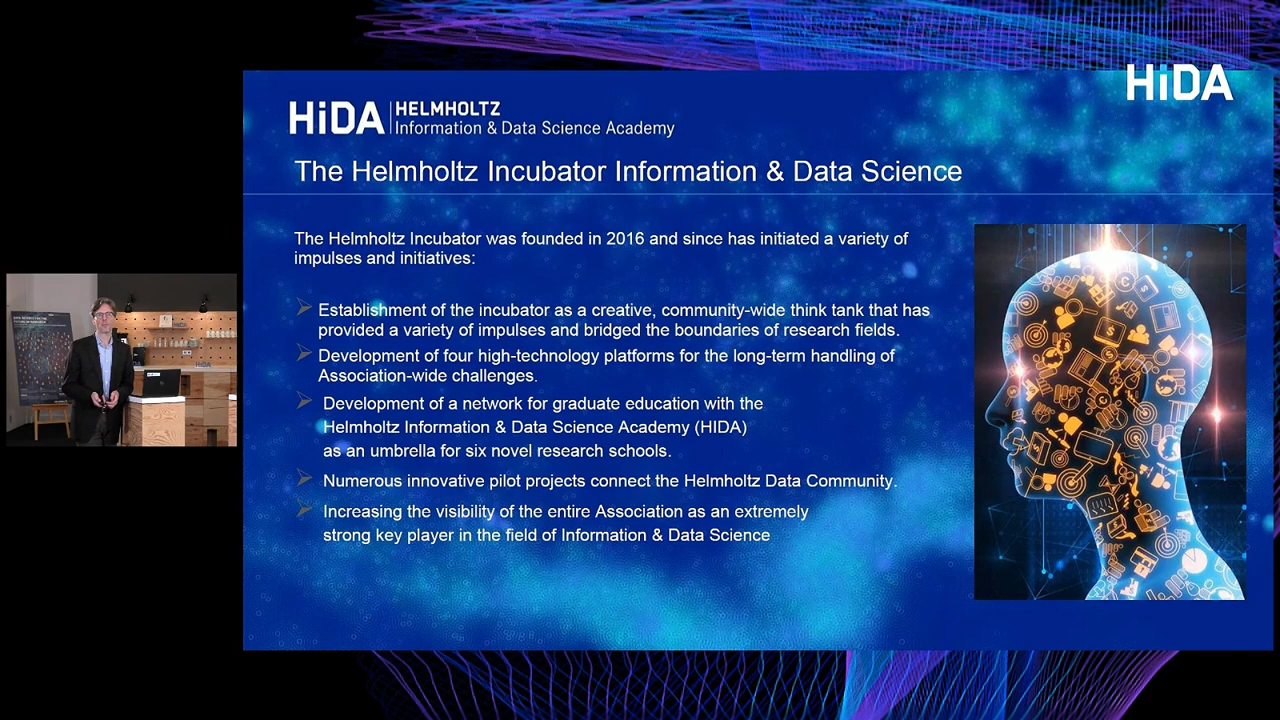 HiDA
HiDA
HELMHOLTZ
Information & Data Science Academy
The Helmholtz Incubator Information & Data Science
The Helmholtz Incubator was founded in 2016 and since has initiated a variety of
impulses and initiatives:
Establishment of the incubator as a creative, community-wide think tank that has
provided a variety of impulses and bridged the boundaries of research fields.
Development of four high-technology platforms for the long-term handling of
Association-wide challenges.
Development of a network for graduate education with the
Helmholtz Information & Data Science Academy (HIDA)
as an umbrella for six novel research schools.
Numerous innovative pilot projects connect the Helmholtz Data Community.
Increasing the visibility of the entire Association as an extremely
strong key player in the field of Information & Data Science